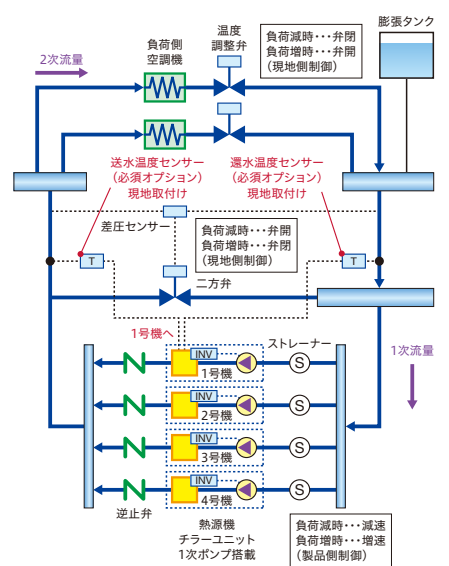 膨張タンク
温度
調整弁
負荷減時・・・弁閉
負荷増時・・・弁開
（現地側制御）
負荷側
空調機
2次流量
送水温度センサー
（必須オプション）
現地取付け
還水温度センサー
（必須オプション）
現地取付け
差圧センサー
負荷減時・・・弁開
負荷増時・・・弁閉
（現地側制御）
T
T
二方弁
1号機へ
ストレーナー
1次流量
INV
S
1号機
INV
S
2号機
INV
S
3号機
INV
S
4号機
逆止弁
熱源機
チラーユニット
1次ポンプ搭載
負荷減時・・・減速
負荷増時・・・増速
（製品側制御）